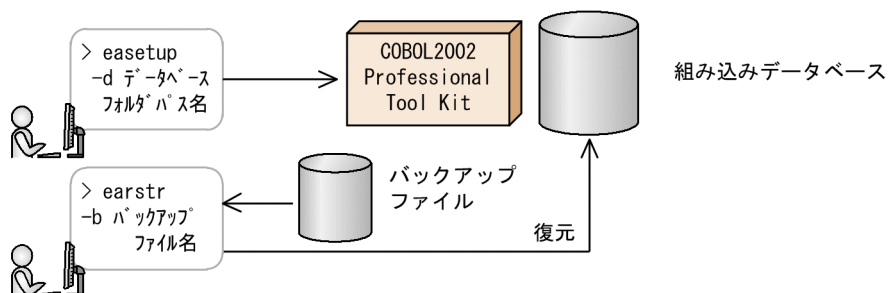 > easetup
-d ﾃﾞｰﾀﾍﾞｰｽ
ﾌｫﾙﾀﾞﾊﾟｽ名
COBOL2002
Professional
Tool Kit
組み込みデータベース
> earstr
-b ﾊﾞｯｸｱｯﾌﾟ
ﾌｧｲﾙ名
バックアップ
ファイル
復元